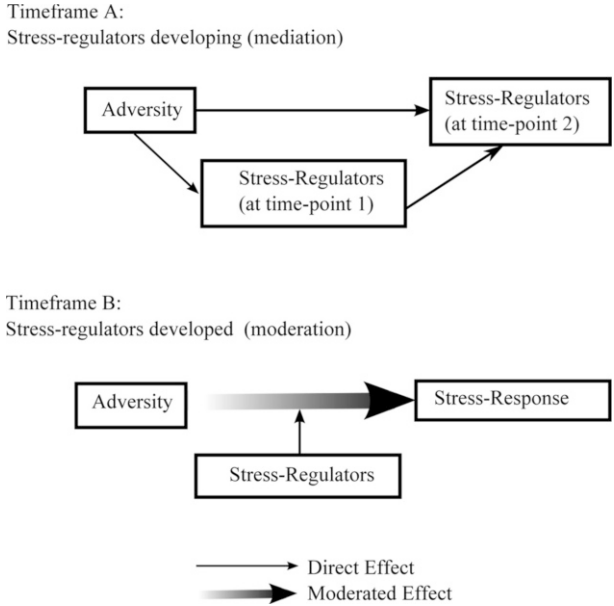 Timeframe A:
Stress-regulators developing (mediation)
Adversity
Stress-Regulators
(at time-point 2)
Stress-Regulators
(at time-point 1)
Timeframe B:
Stress-regulators developed (moderation)
Adversity
Stress-Response
Stress-Regulators
Direct Effect
Moderated Effect